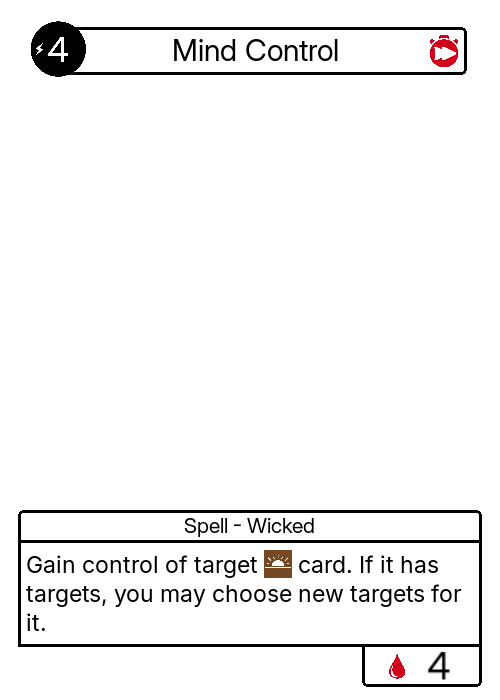 4
Mind Control
Spell - Wicked
Gain control of target card. If it has
targets, you may choose new targets for
it.
4